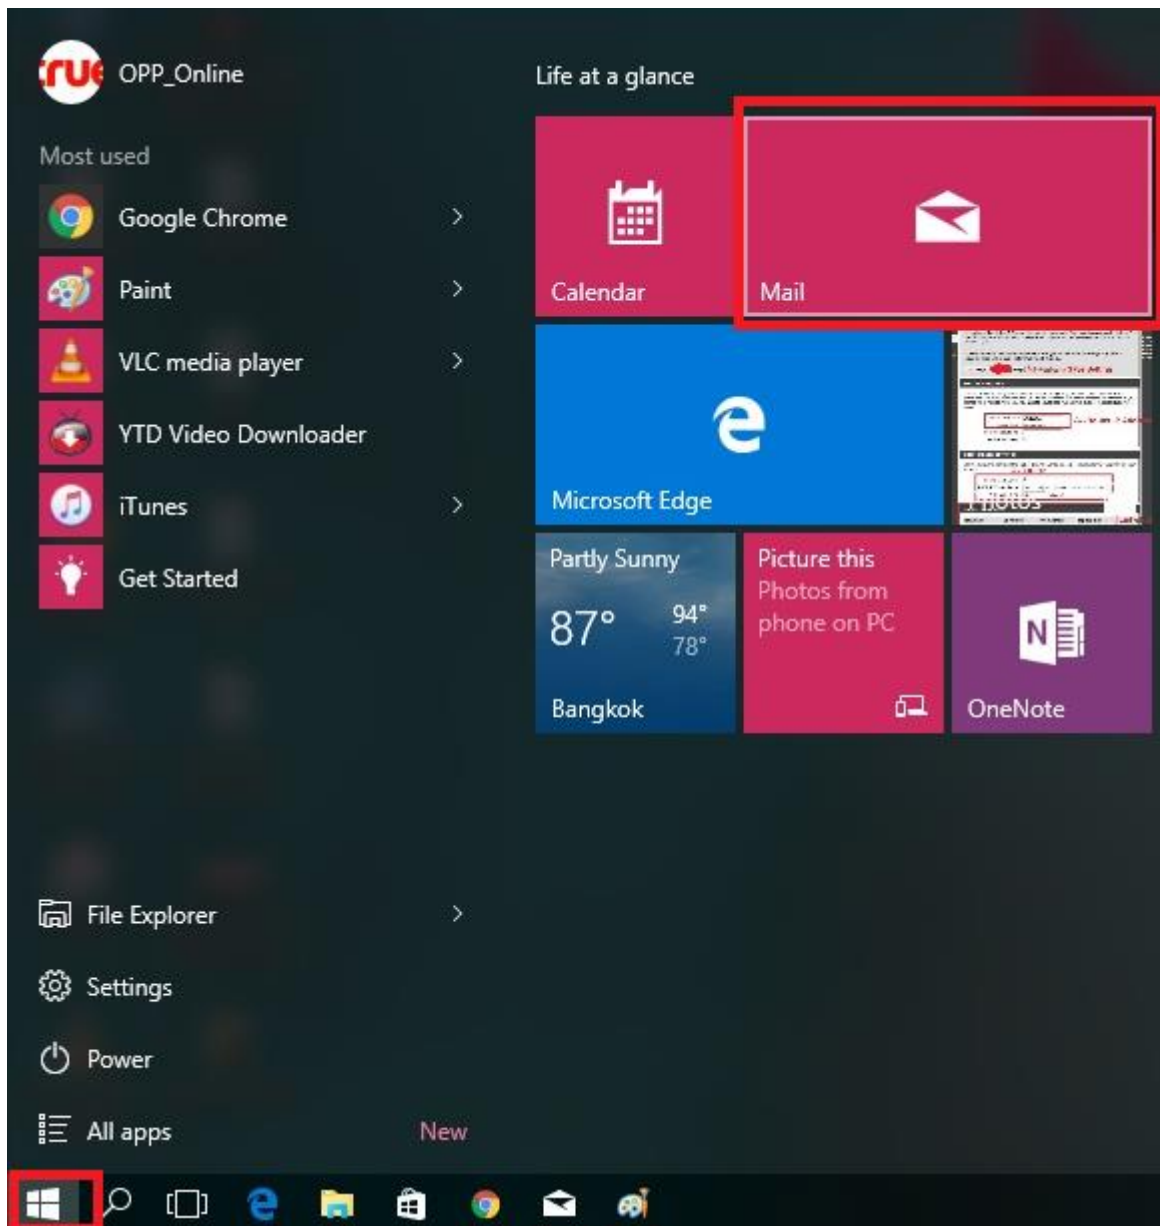 true
OPP_Online
Most used
Google Chrome
Paint
VLC media player
YTD Video Downloader
iTunes
Get Started
File Explorer
Settings
Power
All apps
New
Life at a glance
Calendar
Mail
Microsoft Edge
Photos
Partly Sunny
87°
94°
78°
Bangkok
Picture this
Photos from
phone on PC
N
OneNote